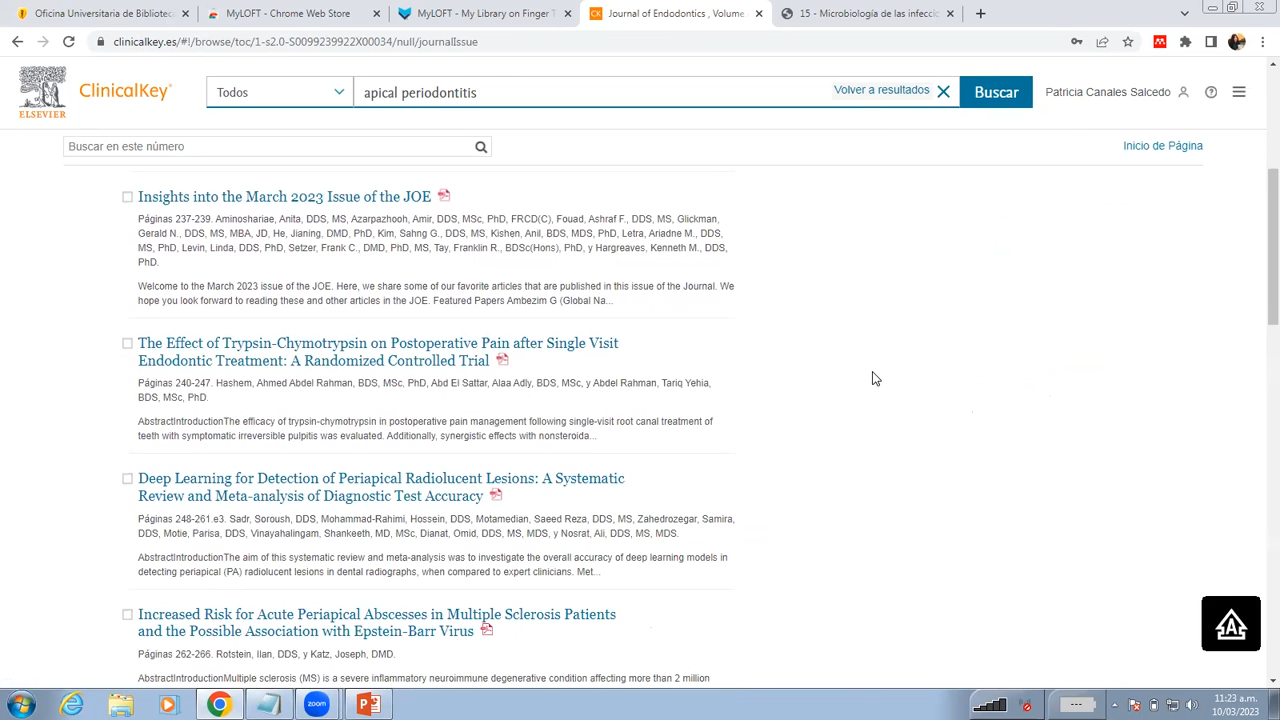 Oficina de Bibliotec
MyLOFT - Chrome Web Store
MyLOFT - My Library on Finger T
Journal of Endodontics , Volume
15 - Microbiología de las infecci
clinicalkey.es/#!/browse/toc/1-s2.0-S0099239922X00034/null/journalIssue
ELSEVIER
ClinicalKey®
Todos
apical periodontitis
Volver a resultados
Buscar
Patricia Canales Salcedo
Buscar en este número
Inicio de Página
Insights into the March 2023 Issue of the JOE
Páginas 237-239. Aminoshariae, Anita, DDS, MS, Azarpazhooh, Amir, DDS, MSc, PhD, FRCD(C), Fouad, Ashraf F., DDS, MS, Glickman,
Gerald N., DDS, MS, MBA, JD, He, Jianing, DMD, PhD, Kim, Sahng G., DDS, MS, Kishen, Anil, BDS, MDS, PhD, Letra, Ariadne M., DDS,
MS, PhD, Levin, Linda, DDS, PhD, Setzer, Frank C., DMD, PhD, MS, Tay, Franklin R., BDSc(Hons), PhD, y Hargreaves, Kenneth M., DDS,
PhD.
Welcome to the March 2023 issue of the JOE. Here, we share some of our favorite articles that are published in this issue of the Journal. We
hope you look forward to reading these and other articles in the JOE. Featured Papers Ambezim G (Global Na...
The Effect of Trypsin-Chymotrypsin on Postoperative Pain after Single Visit
Endodontic Treatment: A Randomized Controlled Trial
Páginas 240-247. Hashem, Ahmed Abdel Rahman, BDS, MSc, PhD, Abd El Sattar, Alaa Adly, BDS, MSc, y Abdel Rahman, Tariq Yehia,
BDS, MSc, PhD.
AbstractIntroductionThe efficacy of trypsin-chymotrypsin in postoperative pain management following single-visit root canal treatment of
teeth with symptomatic irreversible pulpitis was evaluated. Additionally, synergistic effects with nonsteroida...
Deep Learning for Detection of Periapical Radiolucent Lesions: A Systematic
Review and Meta-analysis of Diagnostic Test Accuracy
Páginas 248-261.e3. Sadr, Soroush, DDS, Mohammad-Rahimi, Hossein, DDS, Motamedian, Saeed Reza, DDS, MS, Zahedrozegar, Samira,
DDS, Motie, Parisa, DDS, Vinayahalingam, Shankeeth, MD, MSc, Dianat, Omid, DDS, MS, MDS, y Nosrat, Ali, DDS, MS, MDS.
AbstractIntroductionThe aim of this systematic review and meta-analysis was to investigate the overall accuracy of deep learning models in
detecting periapical (PA) radiolucent lesions in dental radiographs, when compared to expert clinicians. Met...
Increased Risk for Acute Periapical Abscesses in Multiple Sclerosis Patients
and the Possible Association with Epstein-Barr Virus
Páginas 262-266. Rotstein, Ilan, DDS, y Katz, Joseph, DMD.
AbstractIntroductionMultiple sclerosis (MS) is a severe inflammatory neuroimmune degenerative condition affecting more than 2 million
A
zoom
11:23 a.m.
10/03/2023